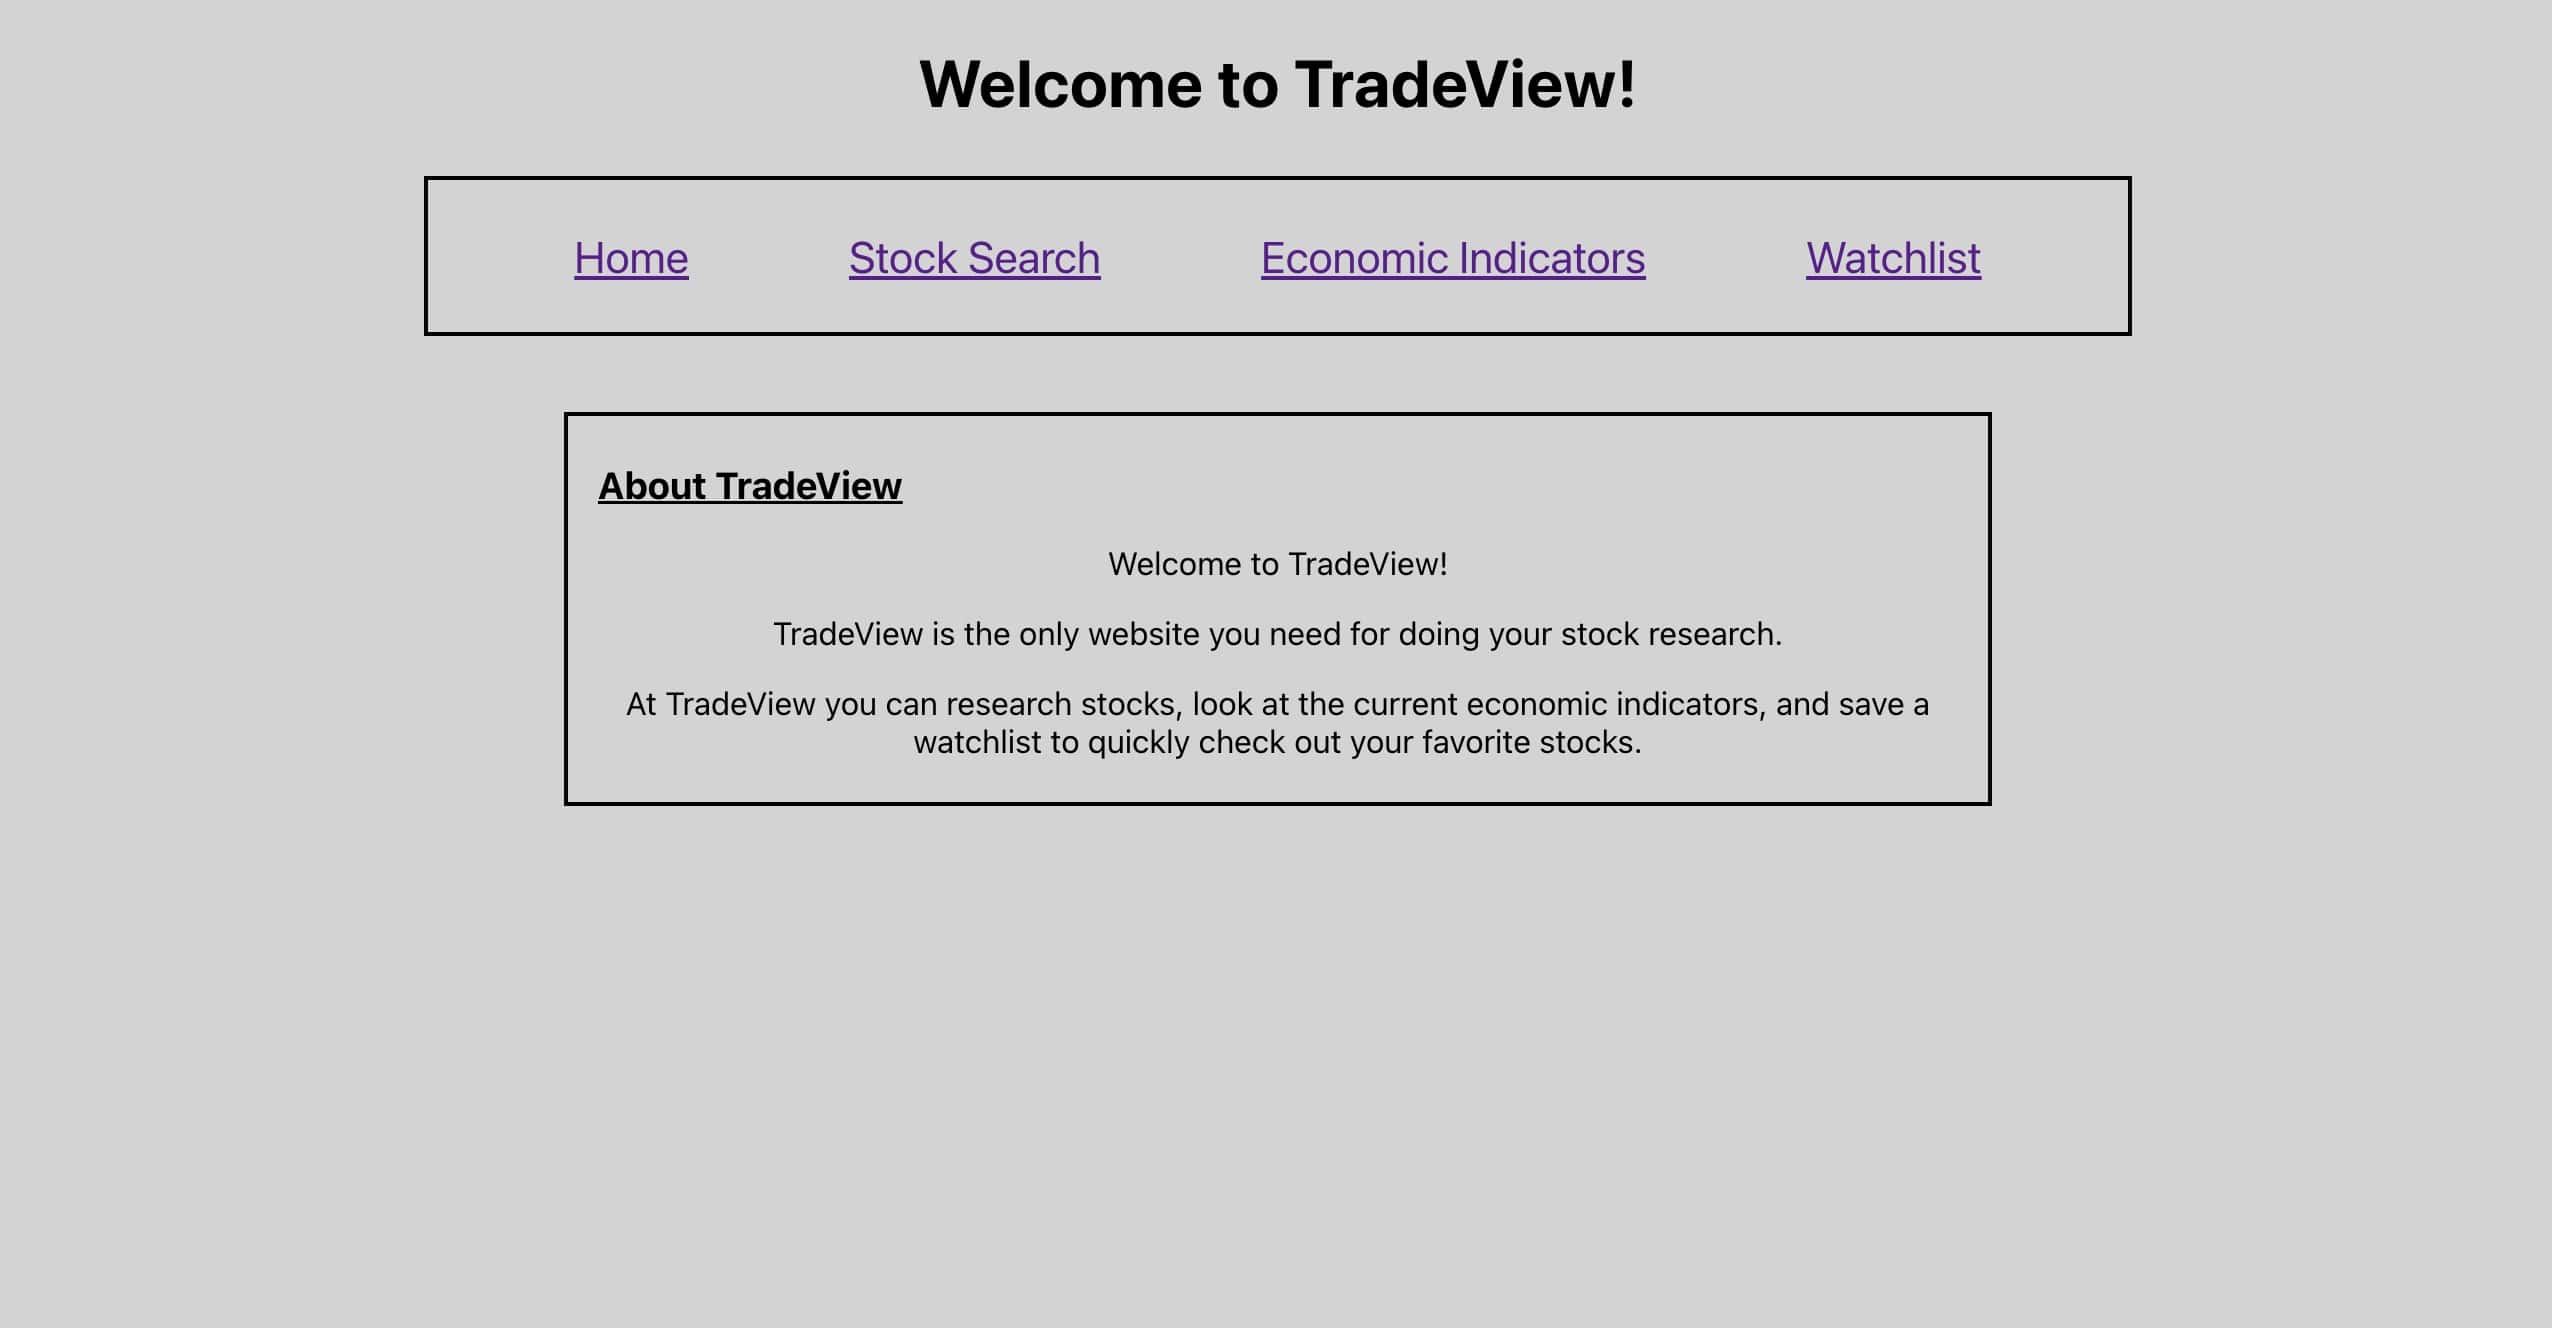 Welcome to TradeView!
Home Stock Search Economic Indicators Watchlist
About TradeView
Welcome to TradeView!
TradeView is the only website you need for doing your stock research.
At TradeView you can research stocks, look at the current economic indicators, and save a
watchlist to quickly check out your favorite stocks.